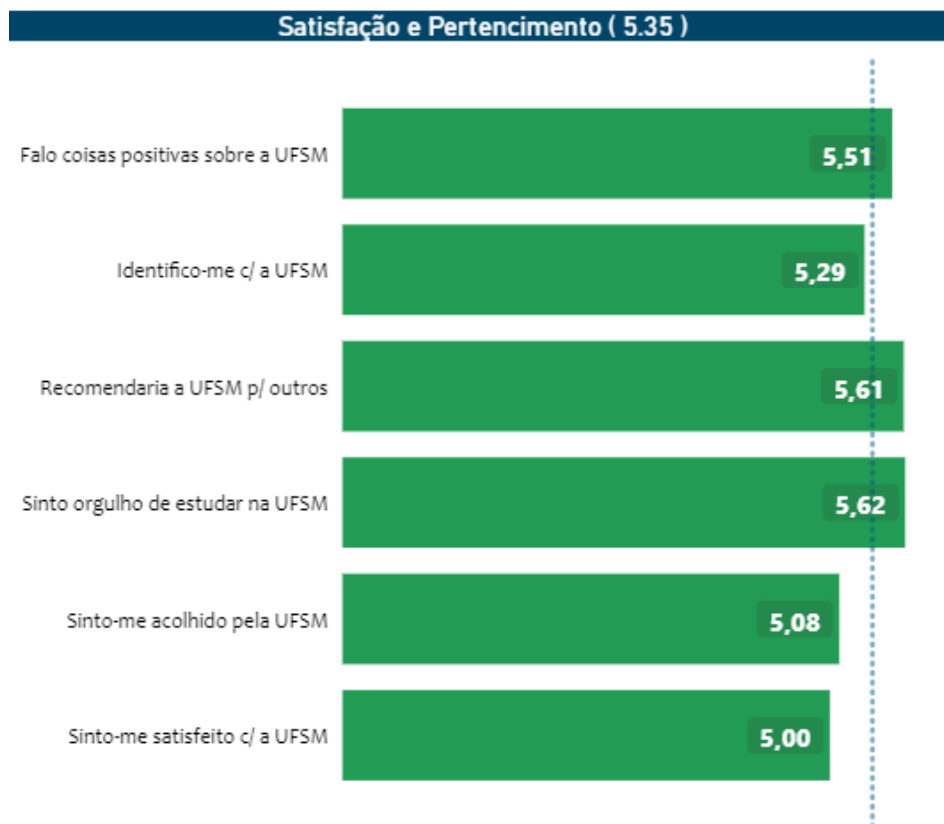 Satisfação e Pertencimento ( 5.35 )
Falo coisas positivas sobre a UFSM 5,51
Identifico-me c/ a UFSM 5,29
Recomendaria a UFSM p/ outros 5,61
Sinto orgulho de estudar na UFSM 5,62
Sinto-me acolhido pela UFSM 5,08
Sinto-me satisfeito c/ a UFSM 5,00